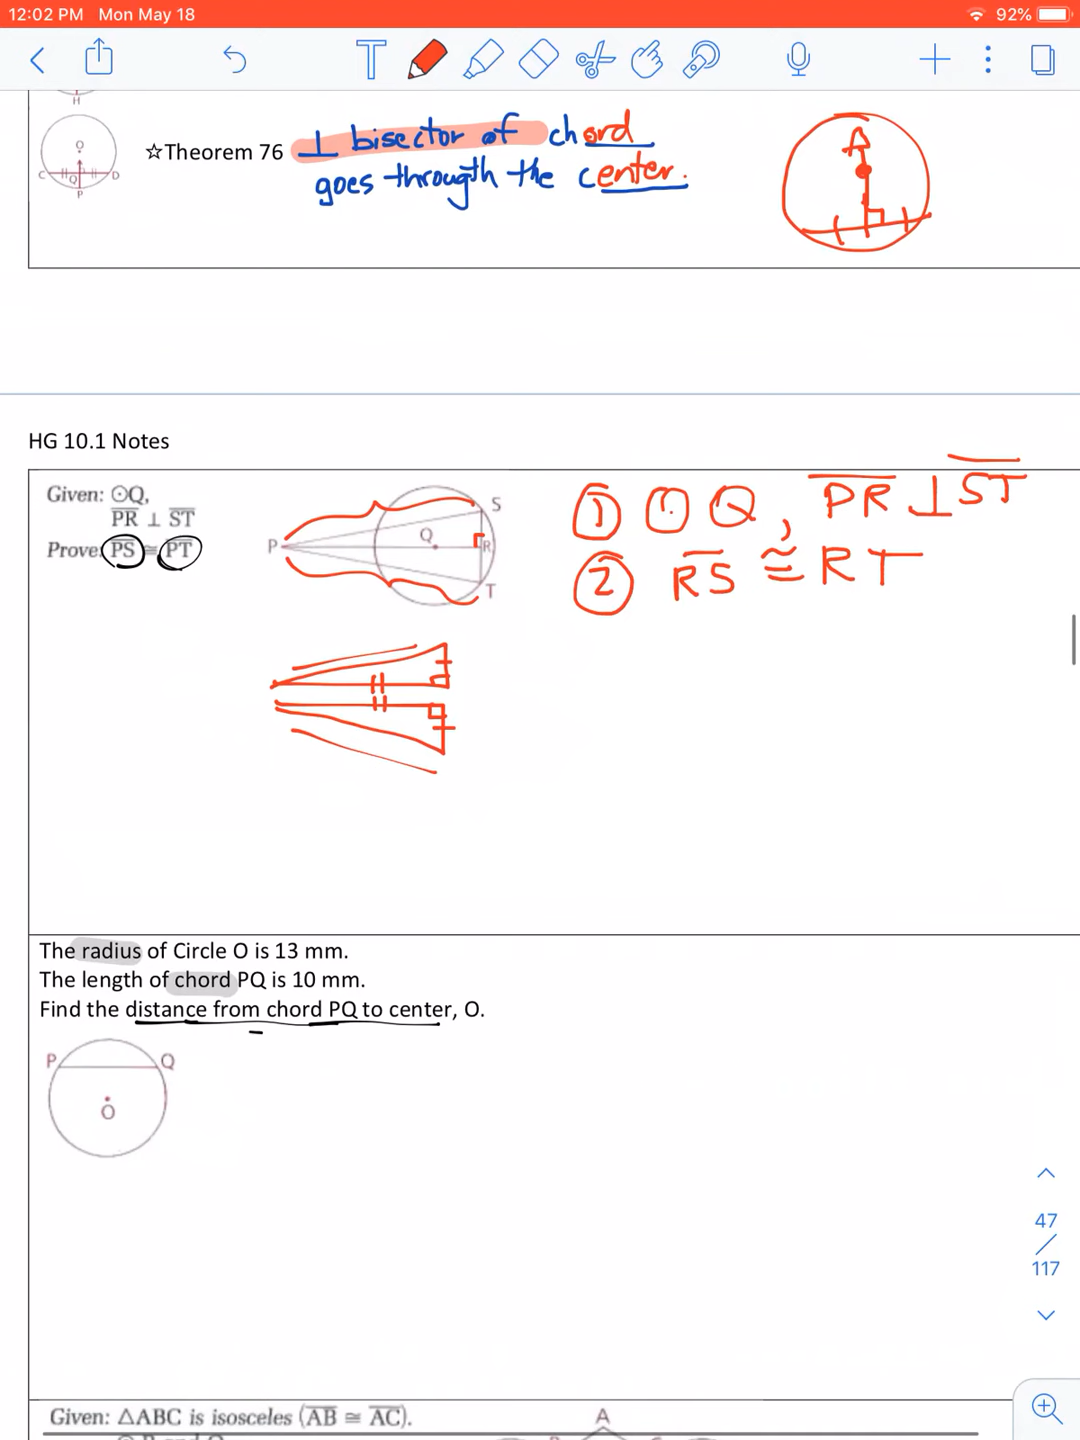 12:02 PM Mon May 18
92%
H
O
☆Theorem 76 ⊥ bisector of chord
C Q D
P
goes throughth the center.
A
HG 10.1 Notes
Given: ⊙Q,
PR ⊥ ST
Prove: PS ≅ PT
P Q R S T
① ⊙ Q, PR ⊥ ST
② RS ≅ RT
The radius of Circle O is 13 mm.
The length of chord PQ is 10 mm.
Find the distance from chord PQ to center, O.
P Q
O
47
/
117
Given: △ABC is isosceles (AB ≅ AC).
A